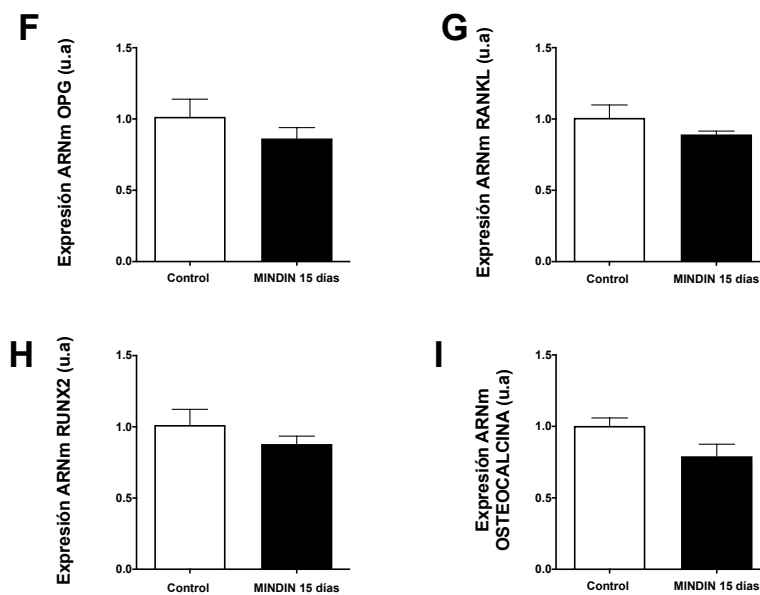 F
Expresión ARNm OPG (u.a)
1.5
1.0
0.5
0.0
Control
MINDIN 15 días
G
Expresión ARNm RANKL (u.a)
1.5
1.0
0.5
0.0
Control
MINDIN 15 días
H
Expresión ARNm RUNX2 (u.a)
1.5
1.0
0.5
0.0
Control
MINDIN 15 días
I
Expresión ARNm
OSTEOCALCINA (u.a)
1.5
1.0
0.5
0.0
Control
MINDIN 15 días